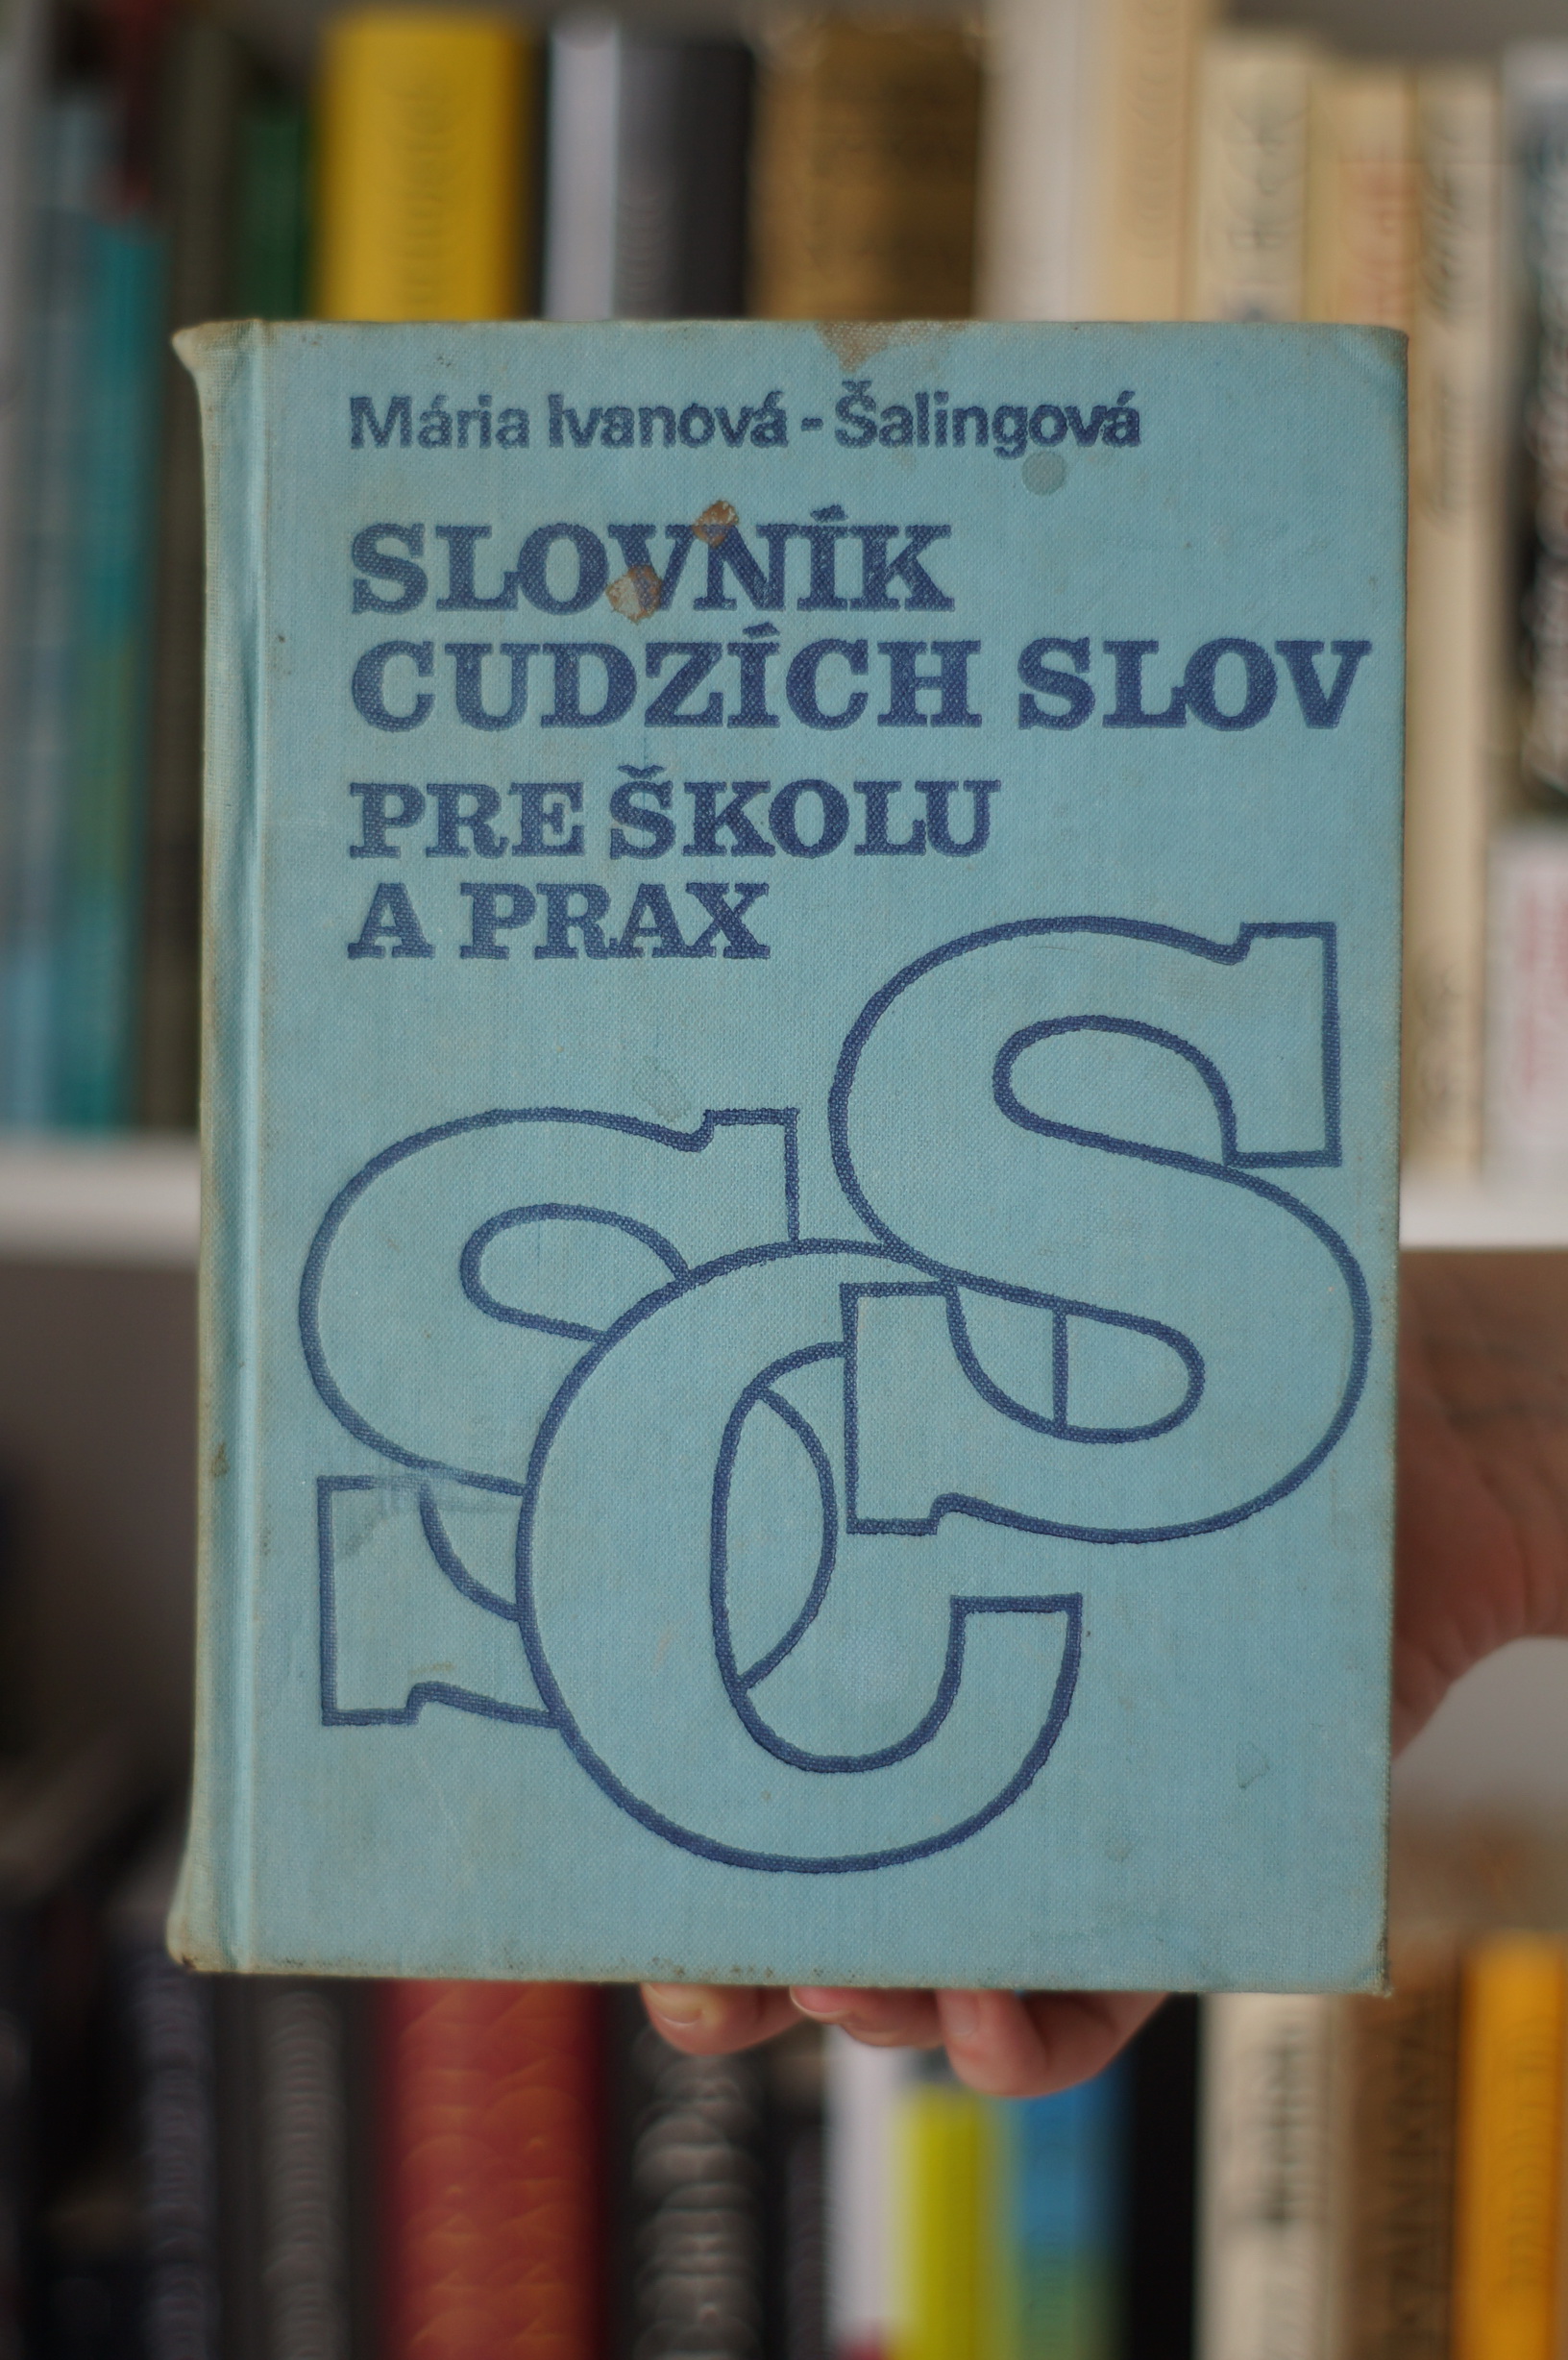 Mária Ivanová-Šalingová
SLOVNÍK
CUDZÍCH SLOV
PRE ŠKOLU
A PRAX
SCS